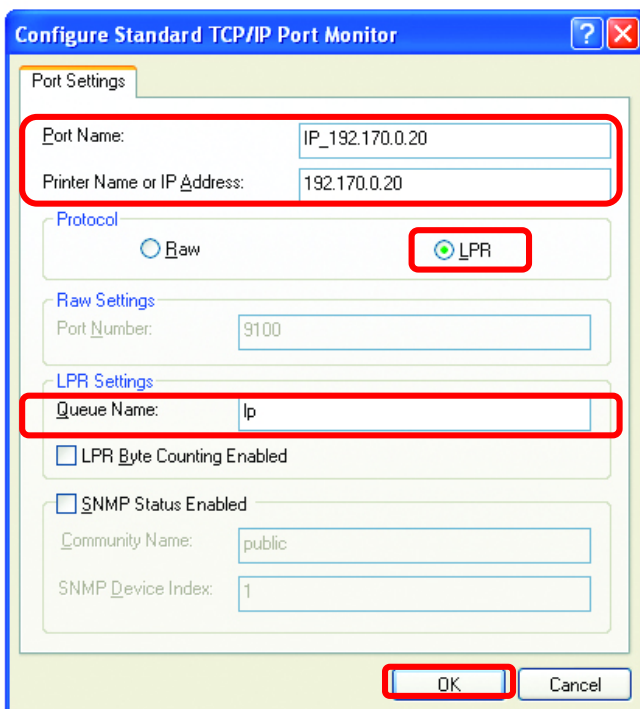 Configure Standard TCP/IP Port Monitor
Port Settings
Port Name: IP_192.170.0.20
Printer Name or IP Address: 192.170.0.20
Protocol
Raw LPR
Raw Settings
Port Number: 9100
LPR Settings
Queue Name: lp
LPR Byte Counting Enabled
SNMP Status Enabled
Community Name: public
SNMP Device Index: 1
OK Cancel